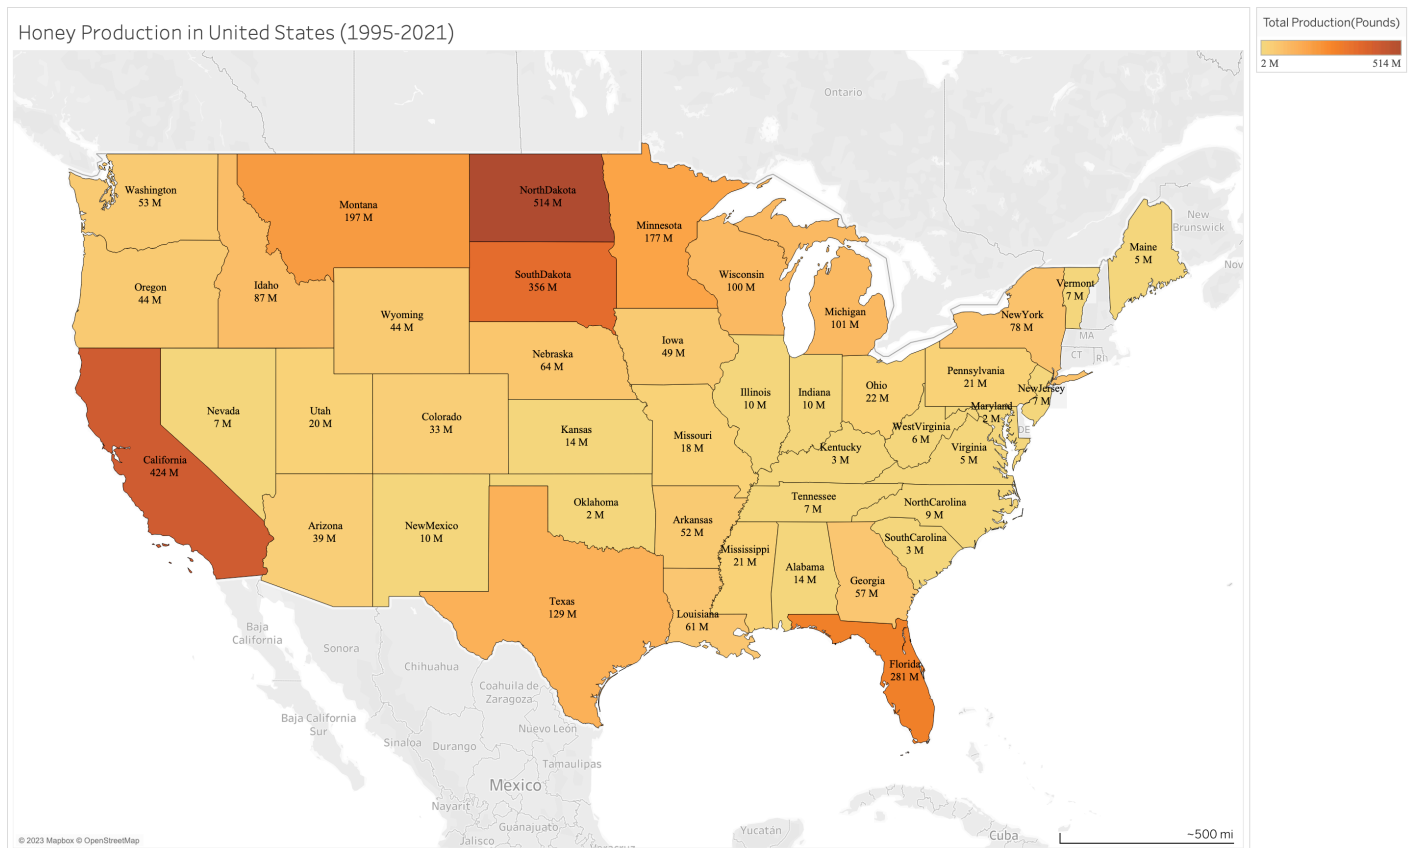 Honey Production in United States (1995-2021)
Total Production(Pounds)
2 M
514 M
Ontario
New
Brunswick
Nov
Washington
53 M
Montana
197 M
NorthDakota
514 M
Minnesota
177 M
Maine
5 M
Oregon
44 M
Idaho
87 M
Wyoming
44 M
SouthDakota
356 M
Wisconsin
100 M
Michigan
101 M
Vermont
7 M
NewYork
78 M
MA
CT
RI
Nebraska
64 M
Iowa
49 M
Illinois
10 M
Indiana
10 M
Ohio
22 M
Pennsylvania
21 M
NewJersey
7 M
Maryland
2 M
DE
Nevada
7 M
Utah
20 M
Colorado
33 M
Kansas
14 M
Missouri
18 M
Kentucky
3 M
WestVirginia
6 M
Virginia
5 M
California
424 M
Arizona
39 M
NewMexico
10 M
Oklahoma
2 M
Arkansas
52 M
Tennessee
7 M
NorthCarolina
9 M
SouthCarolina
3 M
Mississippi
21 M
Alabama
14 M
Georgia
57 M
Texas
129 M
Louisiana
61 M
Florida
281 M
Baja
California
Sonora
Chihuahua
Coahuila de
Zaragoza
Baja California
Sur
Nuevo León
Sinaloa
Durango
Tamaulipas
Mexico
Nayarit
Guanajuato
Jalisco
Veracruz
Yucatán
Cuba
© 2023 Mapbox © OpenStreetMap
~500 mi